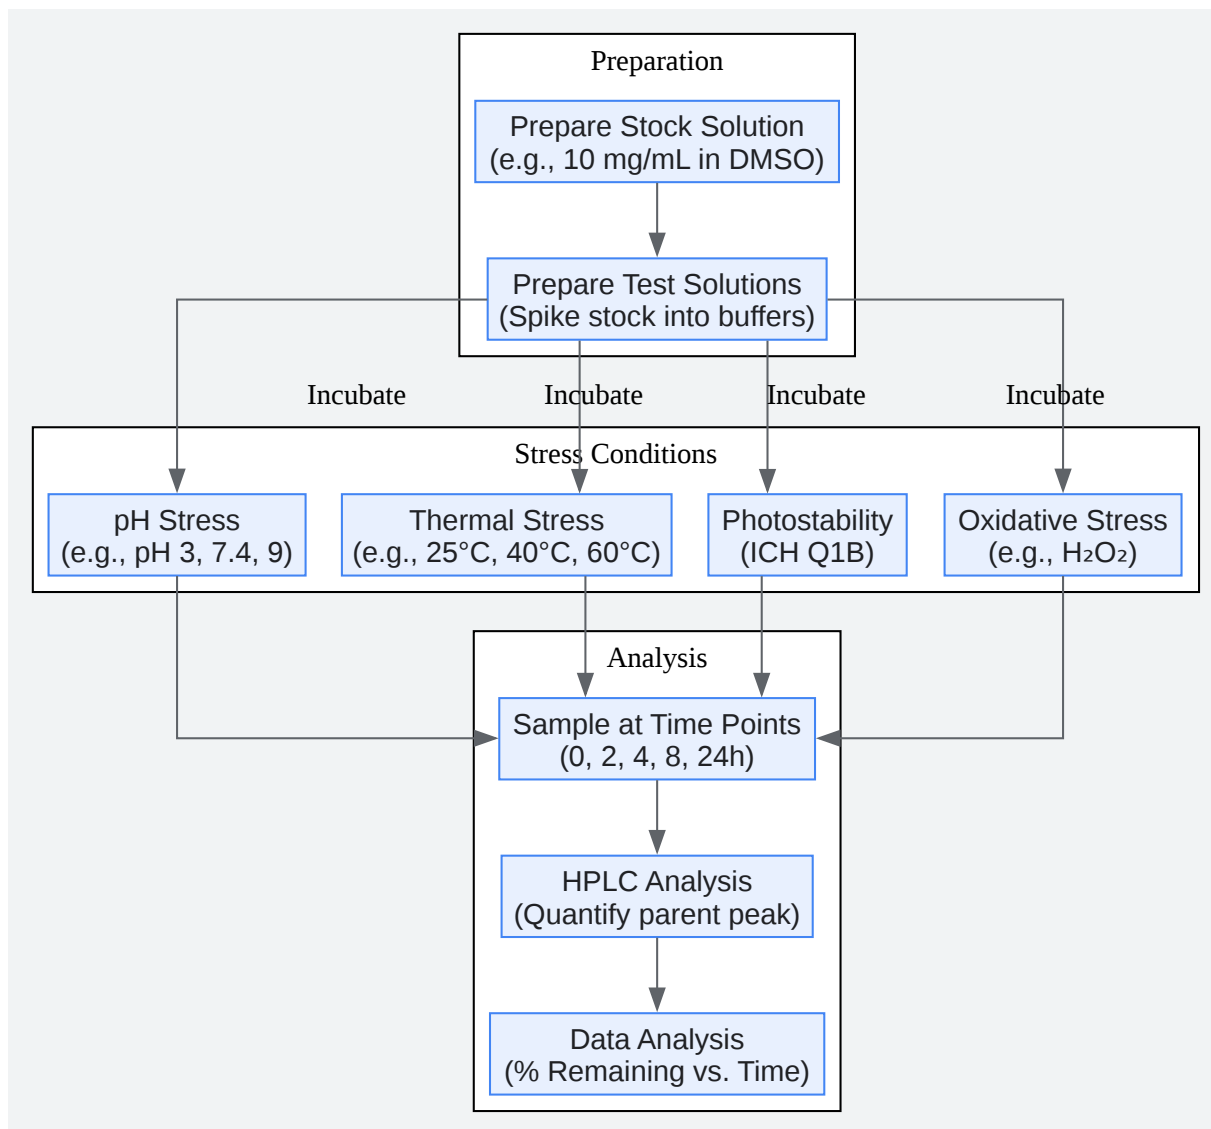 Preparation
Prepare Stock Solution
(e.g., 10 mg/mL in DMSO)
Prepare Test Solutions
(Spike stock into buffers)
Incubate
Incubate
Incubate
Incubate
Stress Conditions
pH Stress
(e.g., pH 3, 7.4, 9)
Thermal Stress
(e.g., 25°C, 40°C, 60°C)
Photostability
(ICH Q1B)
Oxidative Stress
(e.g., H₂O₂)
Analysis
Sample at Time Points
(0, 2, 4, 8, 24h)
HPLC Analysis
(Quantify parent peak)
Data Analysis
(% Remaining vs. Time)